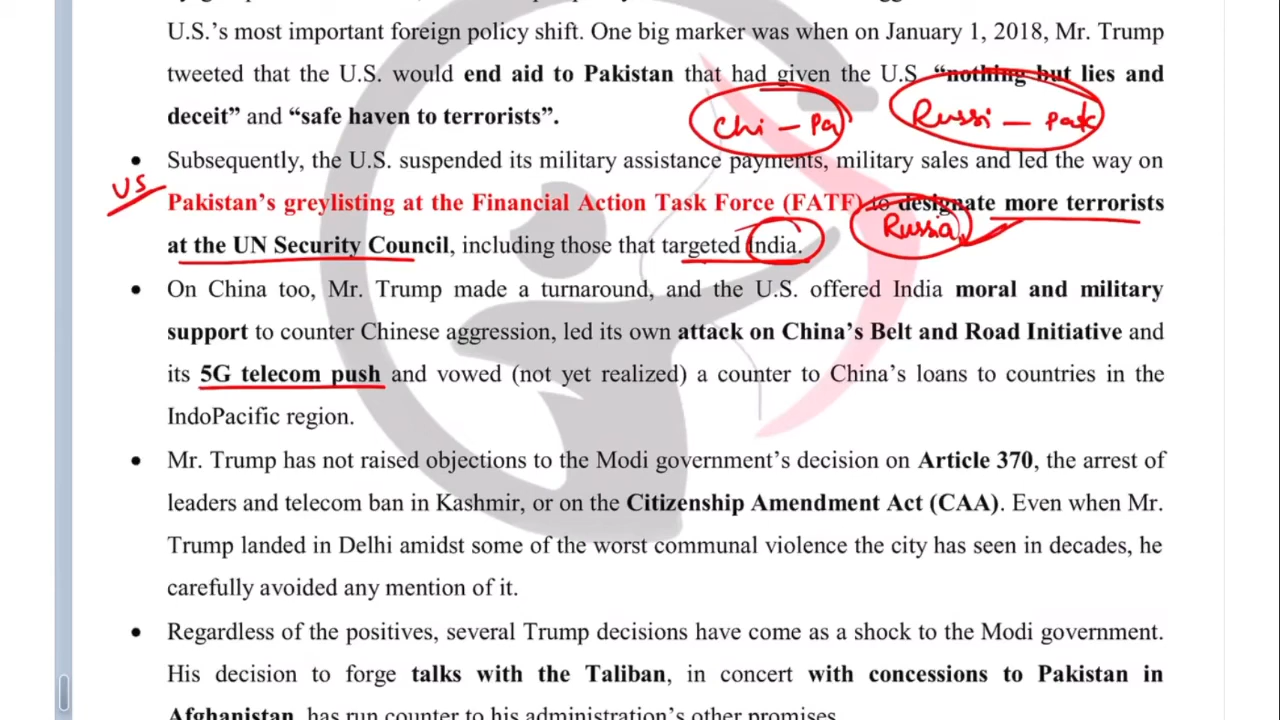 U.S.'s most important foreign policy shift. One big marker was when on January 1, 2018, Mr. Trump
tweeted that the U.S. would end aid to Pakistan that had given the U.S. “nothing but lies and
deceit” and “safe haven to terrorists”.
Chi – Pa
Russi – Pak
• Subsequently, the U.S. suspended its military assistance payments, military sales and led the way on
US
Pakistan’s greylisting at the Financial Action Task Force (FATF) to designate more terrorists
Russia
at the UN Security Council, including those that targeted India.
• On China too, Mr. Trump made a turnaround, and the U.S. offered India moral and military
support to counter Chinese aggression, led its own attack on China’s Belt and Road Initiative and
its 5G telecom push and vowed (not yet realized) a counter to China’s loans to countries in the
IndoPacific region.
• Mr. Trump has not raised objections to the Modi government’s decision on Article 370, the arrest of
leaders and telecom ban in Kashmir, or on the Citizenship Amendment Act (CAA). Even when Mr.
Trump landed in Delhi amidst some of the worst communal violence the city has seen in decades, he
carefully avoided any mention of it.
• Regardless of the positives, several Trump decisions have come as a shock to the Modi government.
His decision to forge talks with the Taliban, in concert with concessions to Pakistan in
Afghanistan, has run counter to his administration’s other promises.